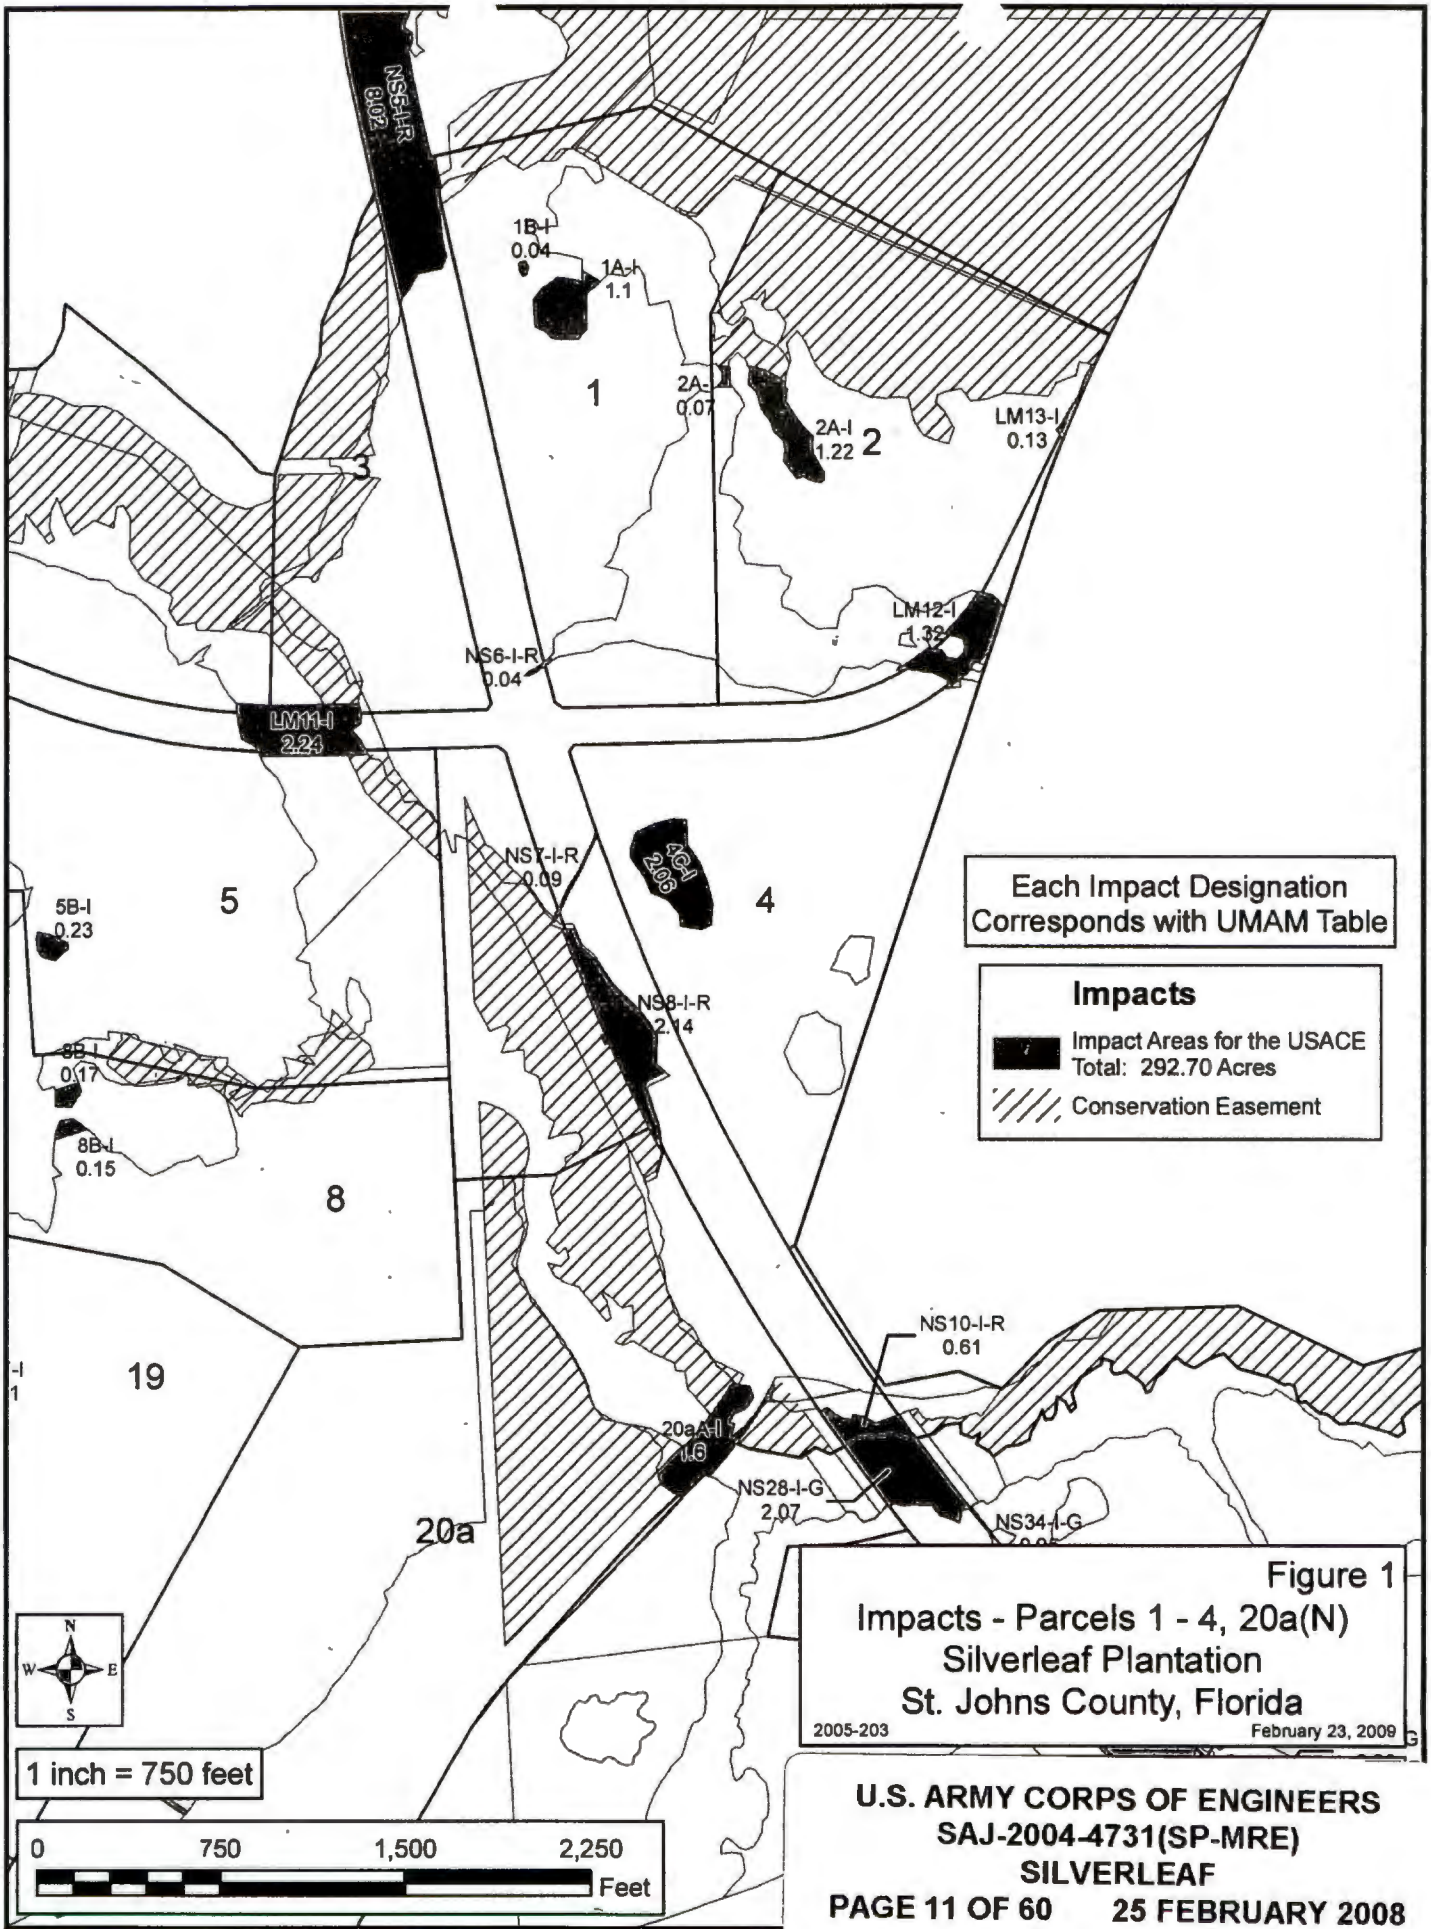 NS5-I-R
8.02
1B-I
0.04
1A-I
1.1
1
2A-
0.07
2A-I
1.22
2
LM13-I
0.13
3
LM12-I
1.32
NS6-I-R
0.04
LM11-I
2.24
NS7-I-R
0.09
4C-I
2.06
4
5
5B-I
0.23
Each Impact Designation
Corresponds with UMAM Table
Impacts
Impact Areas for the USACE
Total: 292.70 Acres
Conservation Easement
NS8-I-R
2.14
8B-I
0.17
8B-I
0.15
8
NS10-I-R
0.61
-I
1
19
20aA-I
1.6
NS28-I-G
2.07
NS34-I-G
20a
Figure 1
Impacts - Parcels 1 - 4, 20a(N)
Silverleaf Plantation
St. Johns County, Florida
2005-203
February 23, 2009
G
N
W E
S
1 inch = 750 feet
0 750 1,500 2,250
Feet
U.S. ARMY CORPS OF ENGINEERS
SAJ-2004-4731(SP-MRE)
SILVERLEAF
PAGE 11 OF 60 25 FEBRUARY 2008